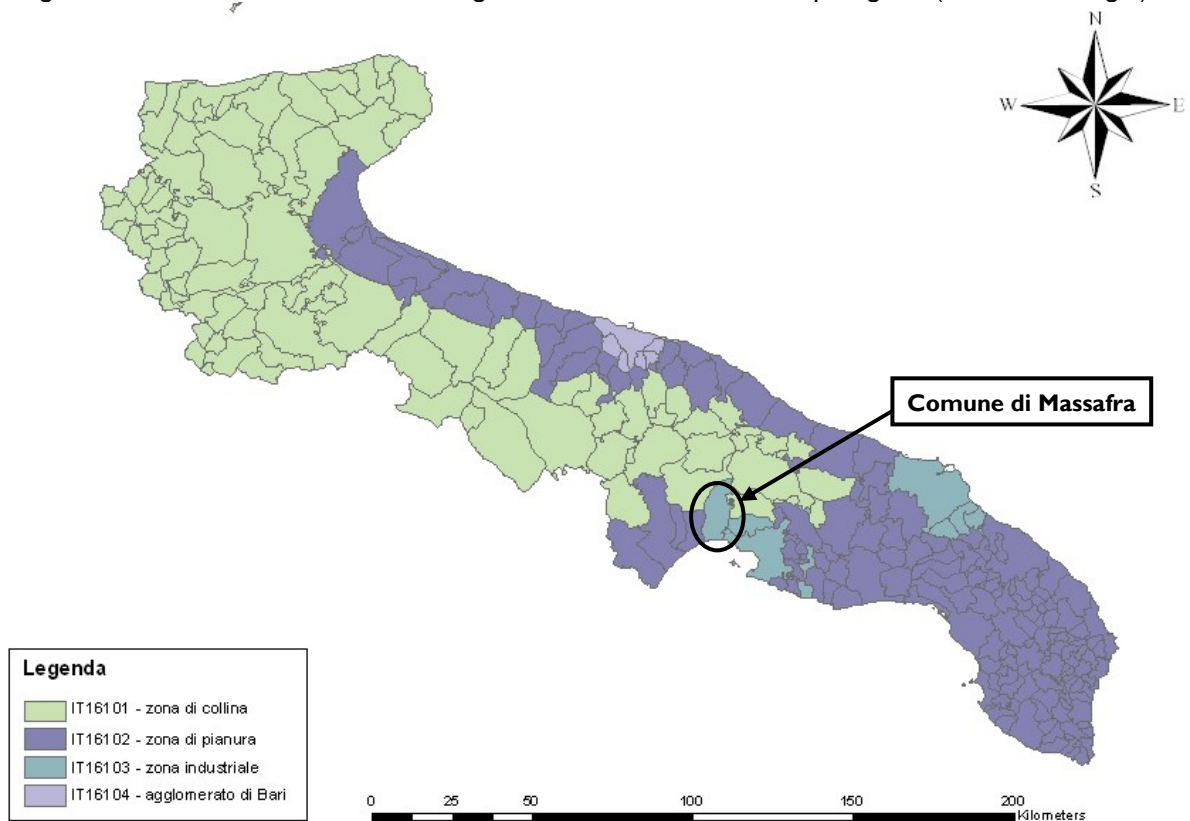 N
W
E
S
Comune di Massafra
Legenda
IT16101 - zona di collina
IT16102 - zona di pianura
IT16103 - zona industriale
IT16104 - agglomerato di Bari
0 25 50 100 150 200
Kilometers